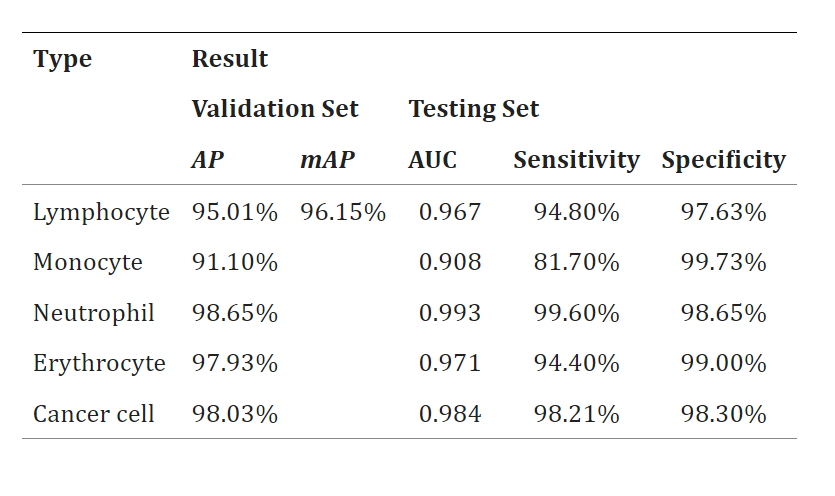 Type Result
Validation Set Testing Set
AP mAP AUC Sensitivity Specificity
Lymphocyte 95.01% 96.15% 0.967 94.80% 97.63%
Monocyte 91.10% 0.908 81.70% 99.73%
Neutrophil 98.65% 0.993 99.60% 98.65%
Erythrocyte 97.93% 0.971 94.40% 99.00%
Cancer cell 98.03% 0.984 98.21% 98.30%